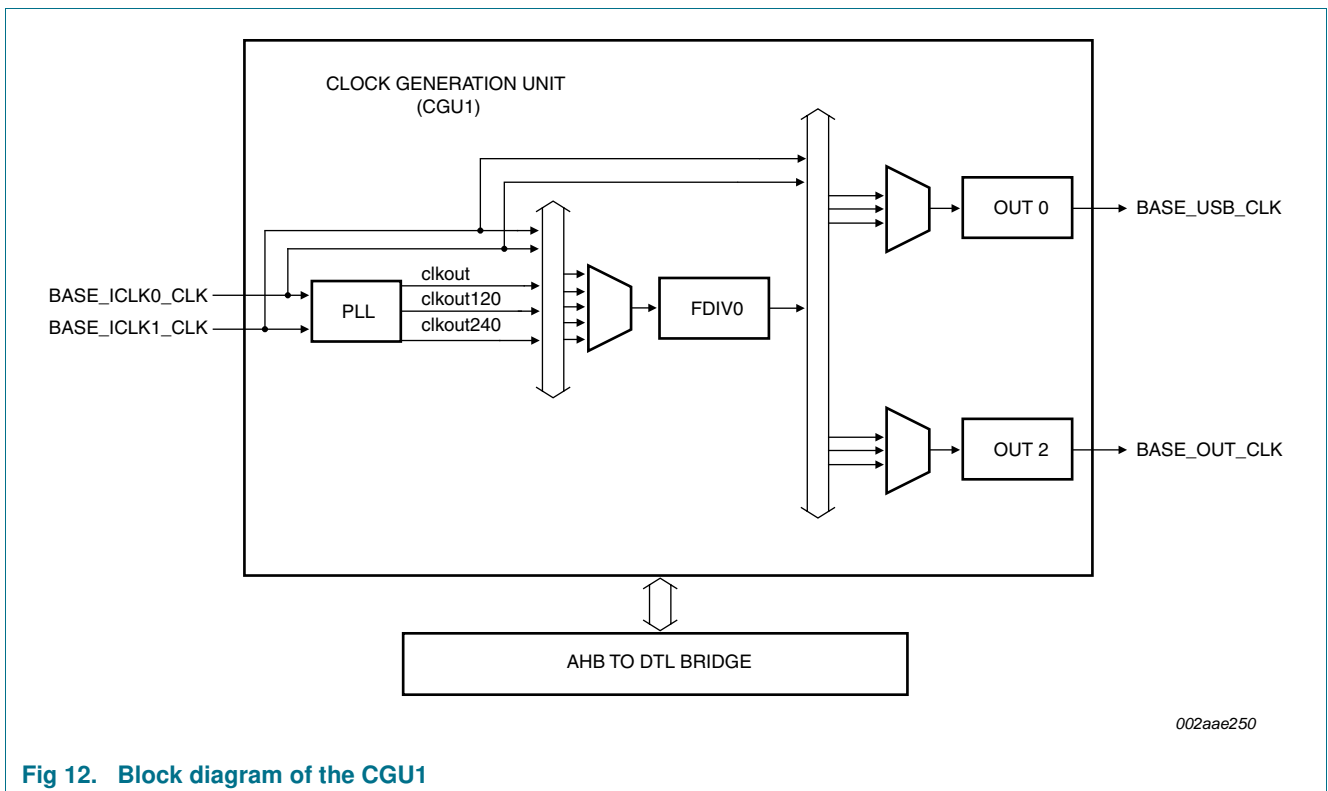 CLOCK GENERATION UNIT
(CGU1)
BASE_ICLK0_CLK
BASE_ICLK1_CLK
PLL
clkout
clkout120
clkout240
FDIV0
OUT 0
BASE_USB_CLK
OUT 2
BASE_OUT_CLK
AHB TO DTL BRIDGE
002aae250
Fig 12. Block diagram of the CGU1